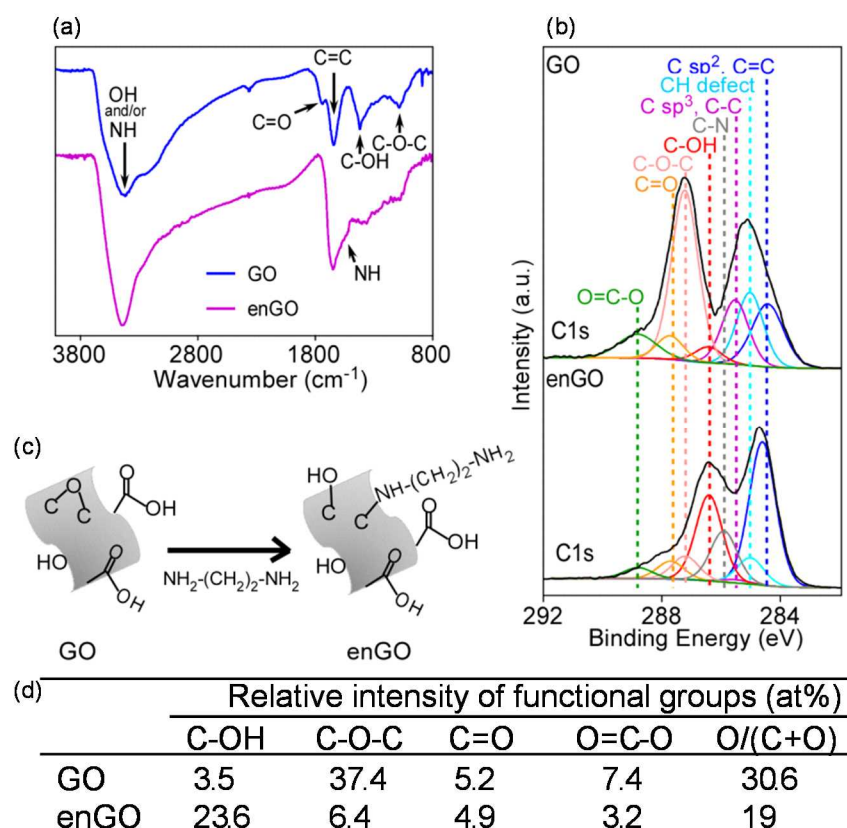 (a)
OH
and/or
NH
C=O
C=C
C-OH
C-O-C
NH
GO
enGO
3800 2800 1800 800
Wavenumber (cm⁻¹)
(b)
GO
C sp², C=C
CH defect
C sp³, C-C
C-N
C-OH
C-O-C
C=O
O=C-O
C1s
enGO
C1s
Intensity (a.u.)
292 288 284
Binding Energy (eV)
(c)
C O C
O
OH
HO
O
OH
GO
NH₂-(CH₂)₂-NH₂
HO
C
C
NH-(CH₂)₂-NH₂
O
OH
HO
O
OH
enGO
(d)
Relative intensity of functional groups (at%)
C-OH C-O-C C=O O=C-O O/(C+O)
GO 3.5 37.4 5.2 7.4 30.6
enGO 23.6 6.4 4.9 3.2 19